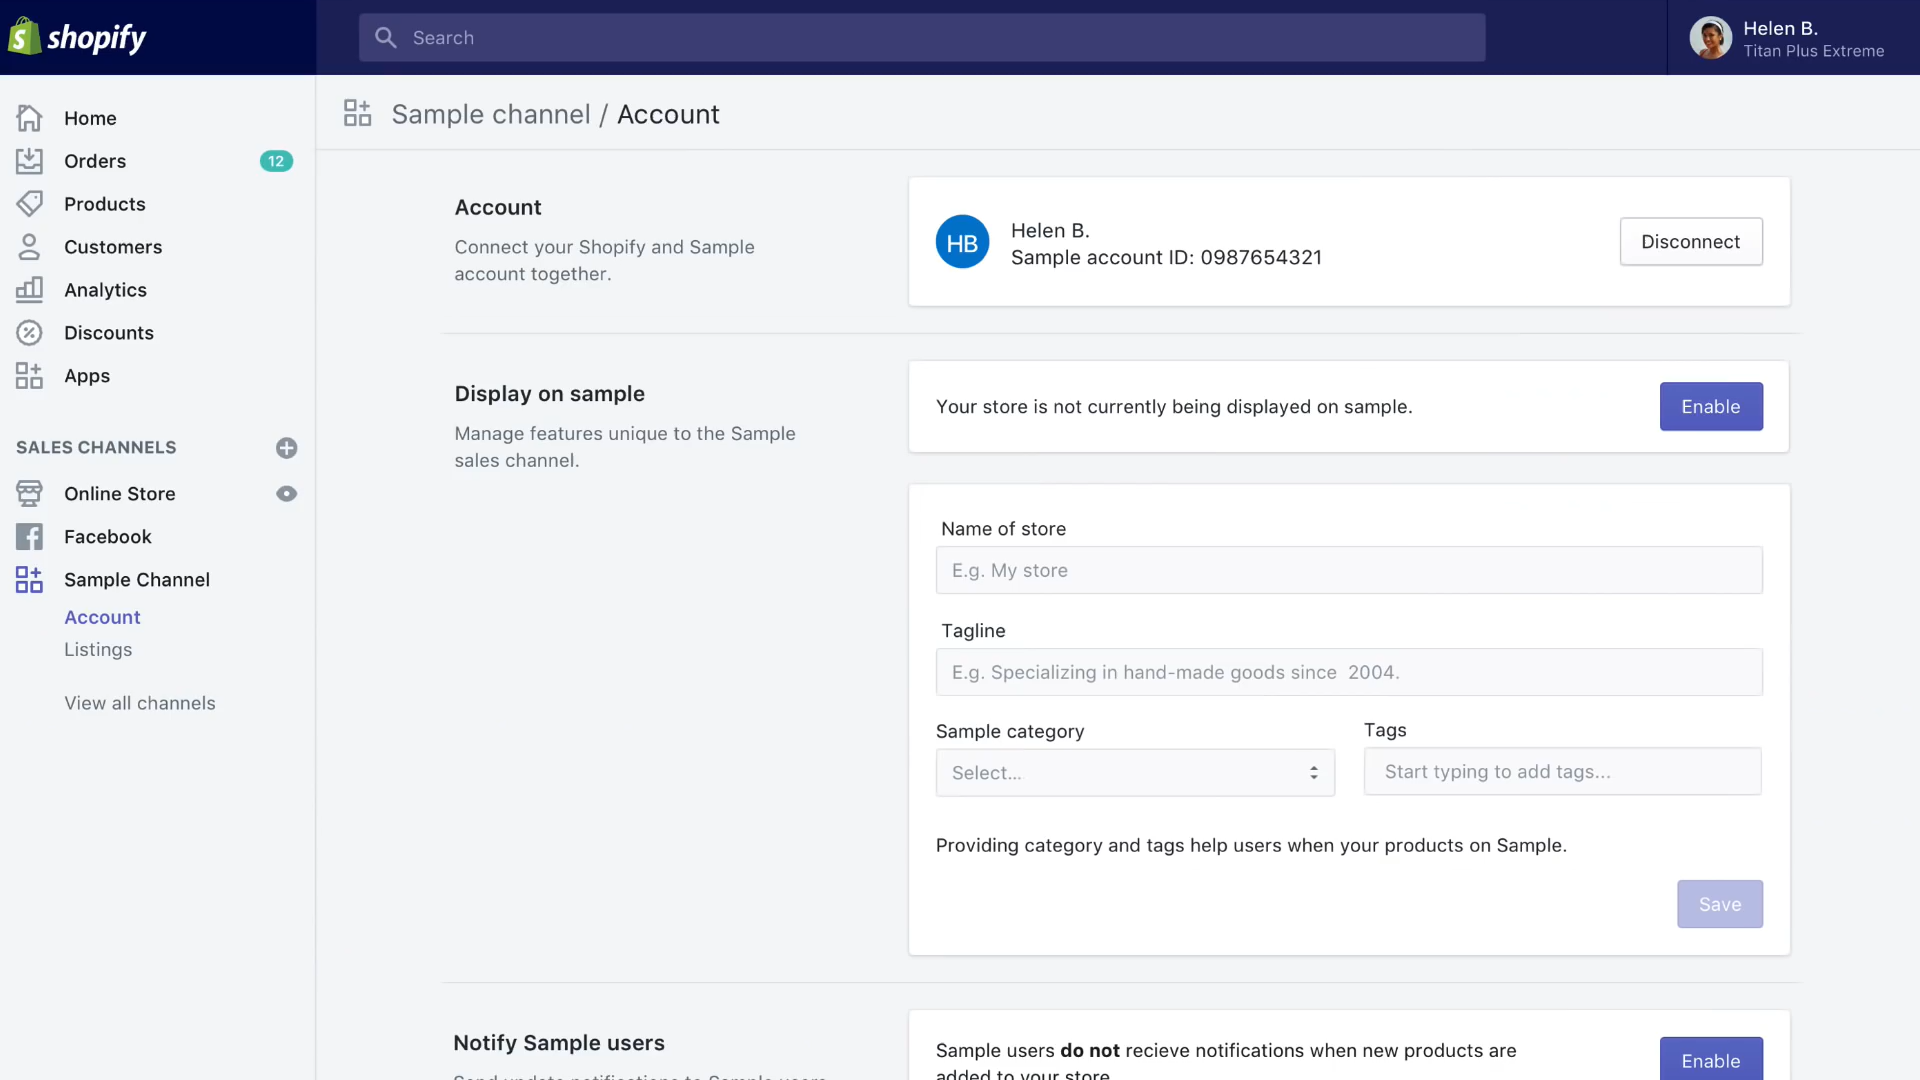 shopify
Search
Helen B.
Titan Plus Extreme
Home
Orders
12
Products
Customers
Analytics
Discounts
Apps
SALES CHANNELS
Online Store
Facebook
Sample Channel
Account
Listings
View all channels
Sample channel / Account
Account
Connect your Shopify and Sample
account together.
HB
Helen B.
Sample account ID: 0987654321
Disconnect
Display on sample
Manage features unique to the Sample
sales channel.
Your store is not currently being displayed on sample.
Enable
Name of store
E.g. My store
Tagline
E.g. Specializing in hand-made goods since 2004.
Sample category
Select...
Tags
Start typing to add tags...
Providing category and tags help users when your products on Sample.
Save
Notify Sample users
Send update notifications to Sample users
Sample users do not recieve notifications when new products are
added to your store.
Enable